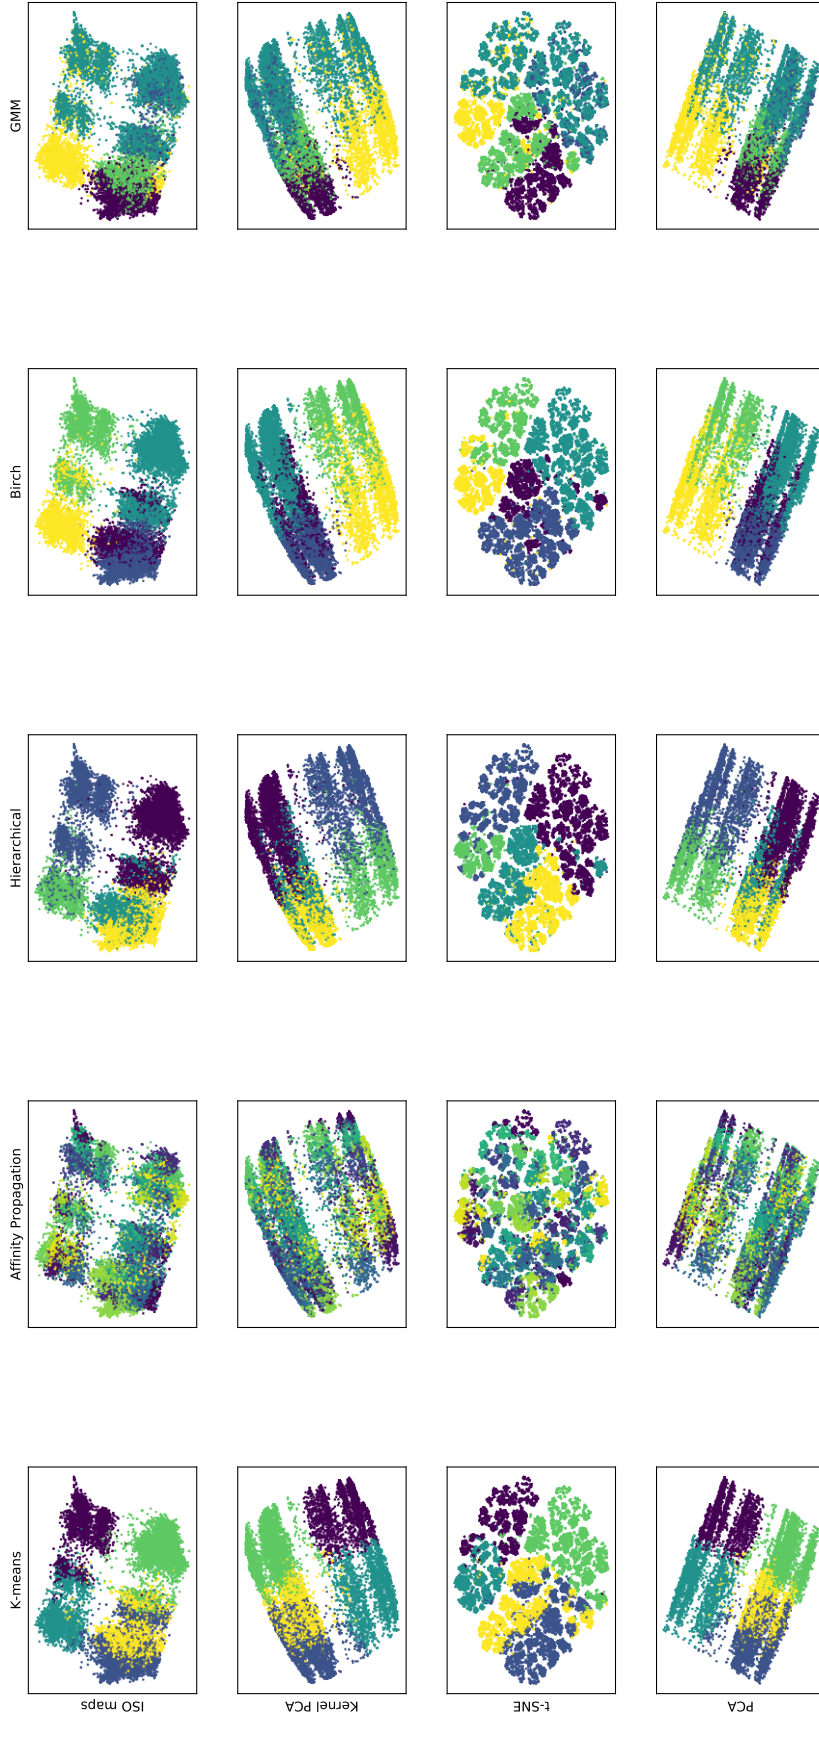 K-means
Affinity Propagation
Hierarchical
Birch
GMM
ISO maps
Kernel PCA
t-SNE
PCA